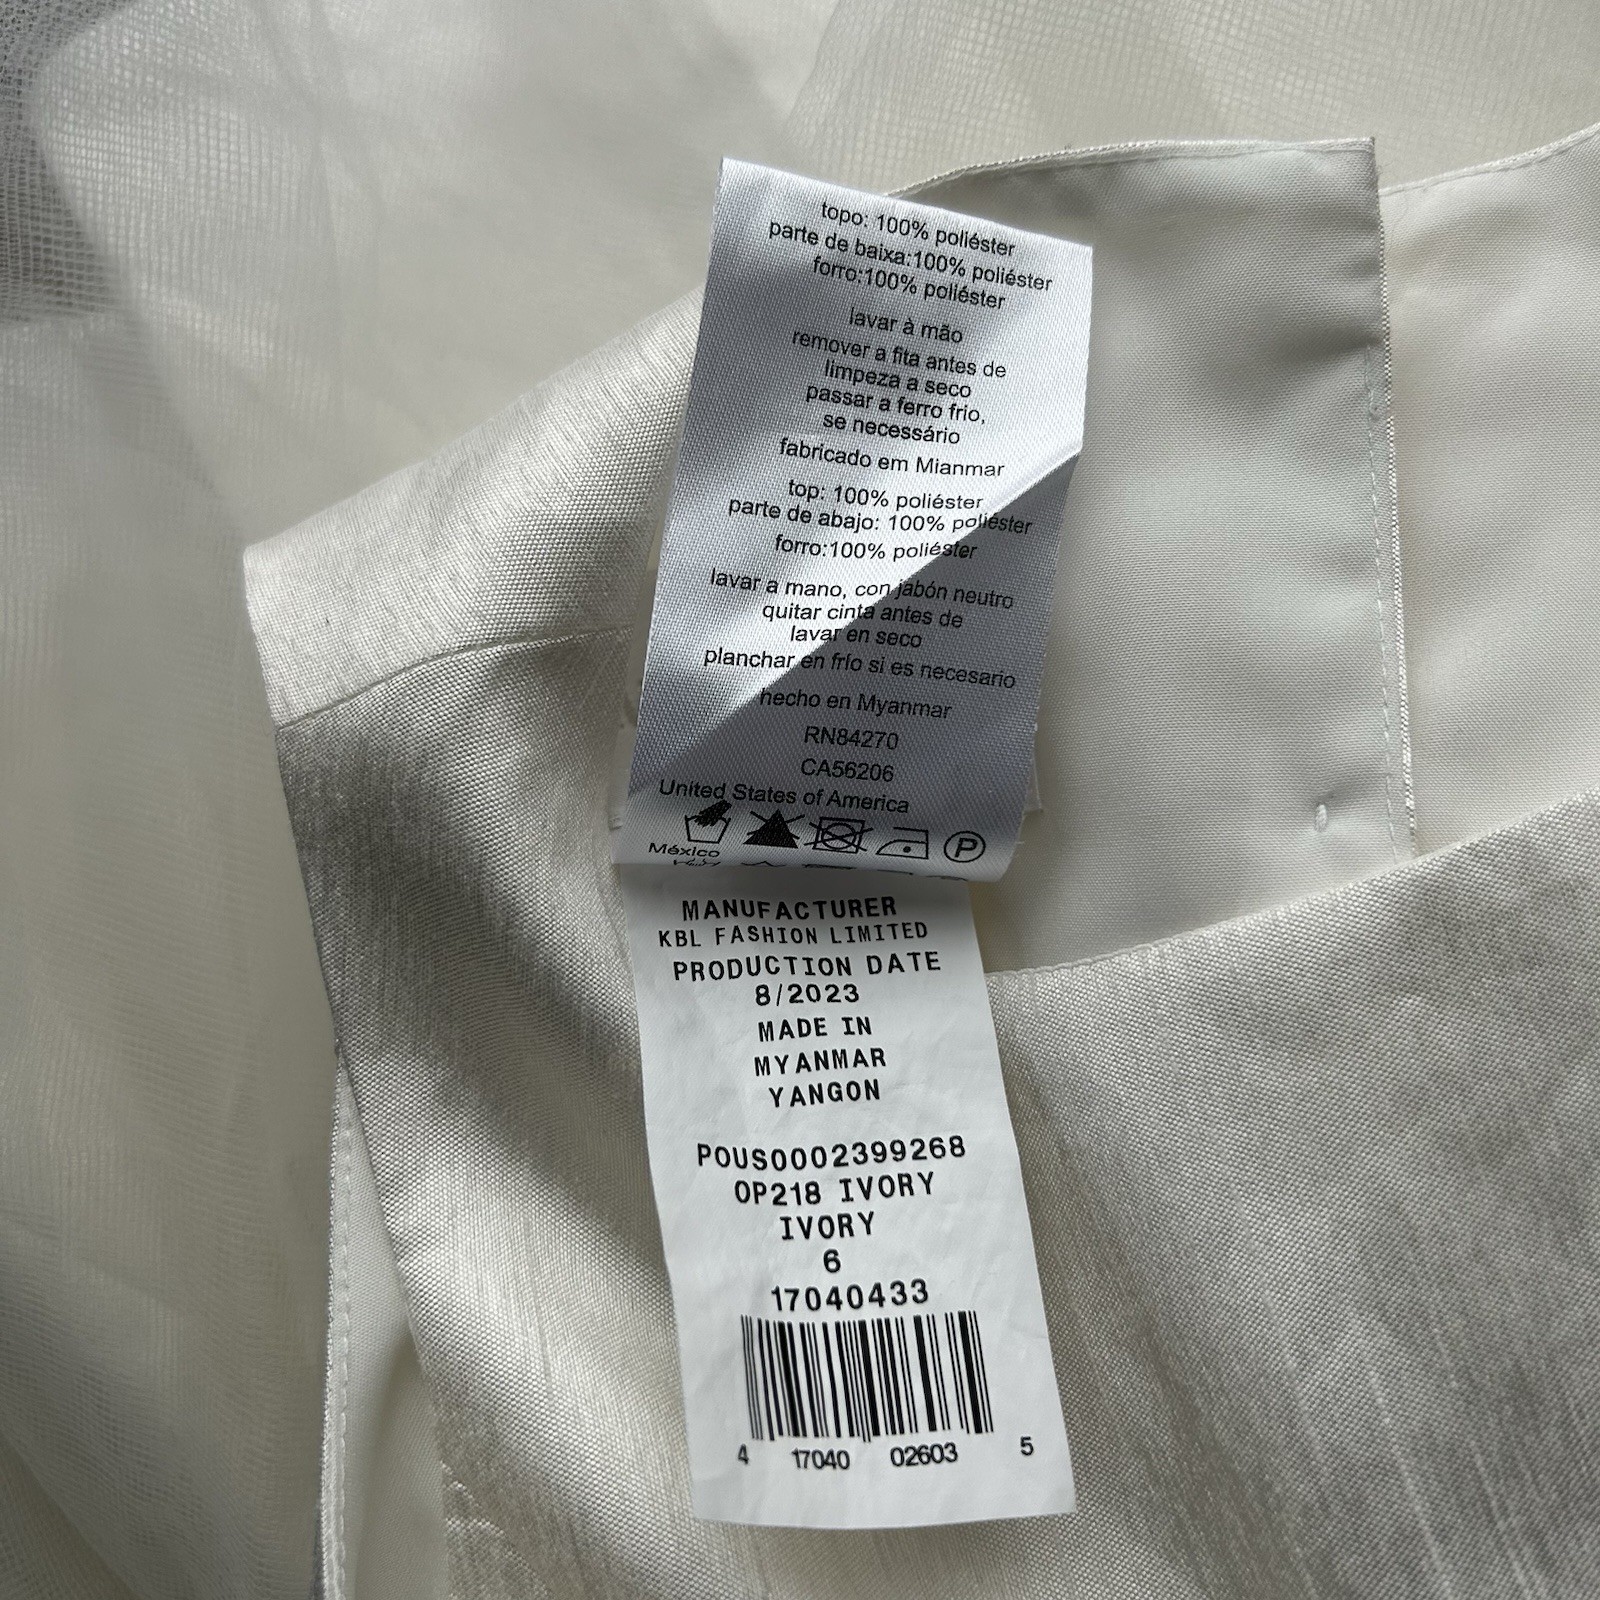 topo: 100% poliéster
parte de baixa:100% poliéster
forro:100% poliéster
lavar à mão
remover a fita antes de
limpeza a seco
passar a ferro frio,
se necessário
fabricado em Mianmar
top: 100% poliéster
parte de abajo: 100% poliéster
forro:100% poliéster
lavar a mano, con jabón neutro
quitar cinta antes de
lavar en seco
planchar en frío si es necesario
hecho en Myanmar
RN84270
CA56206
United States of America
P
México
MANUFACTURER
KBL FASHION LIMITED
PRODUCTION DATE
8/2023
MADE IN
MYANMAR
YANGON
POUS0002399268
OP218 IVORY
IVORY
6
17040433
4 17040 02603 5